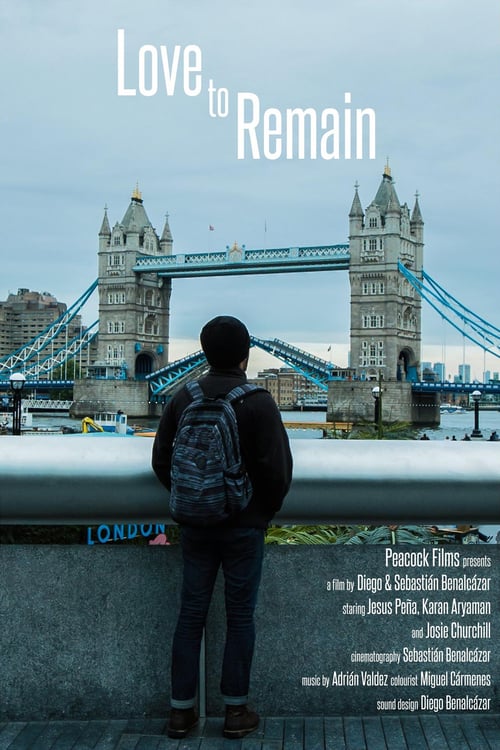 Love to Remain
LONDON
Peacock Films presents
a film by Diego & Sebastián Benalcázar
staring Jesus Peña, Karan Aryaman
and Josie Churchill
cinematography Sebastián Benalcázar
music by Adrián Valdez colourist Miguel Cármenes
sound design Diego Benalcázar